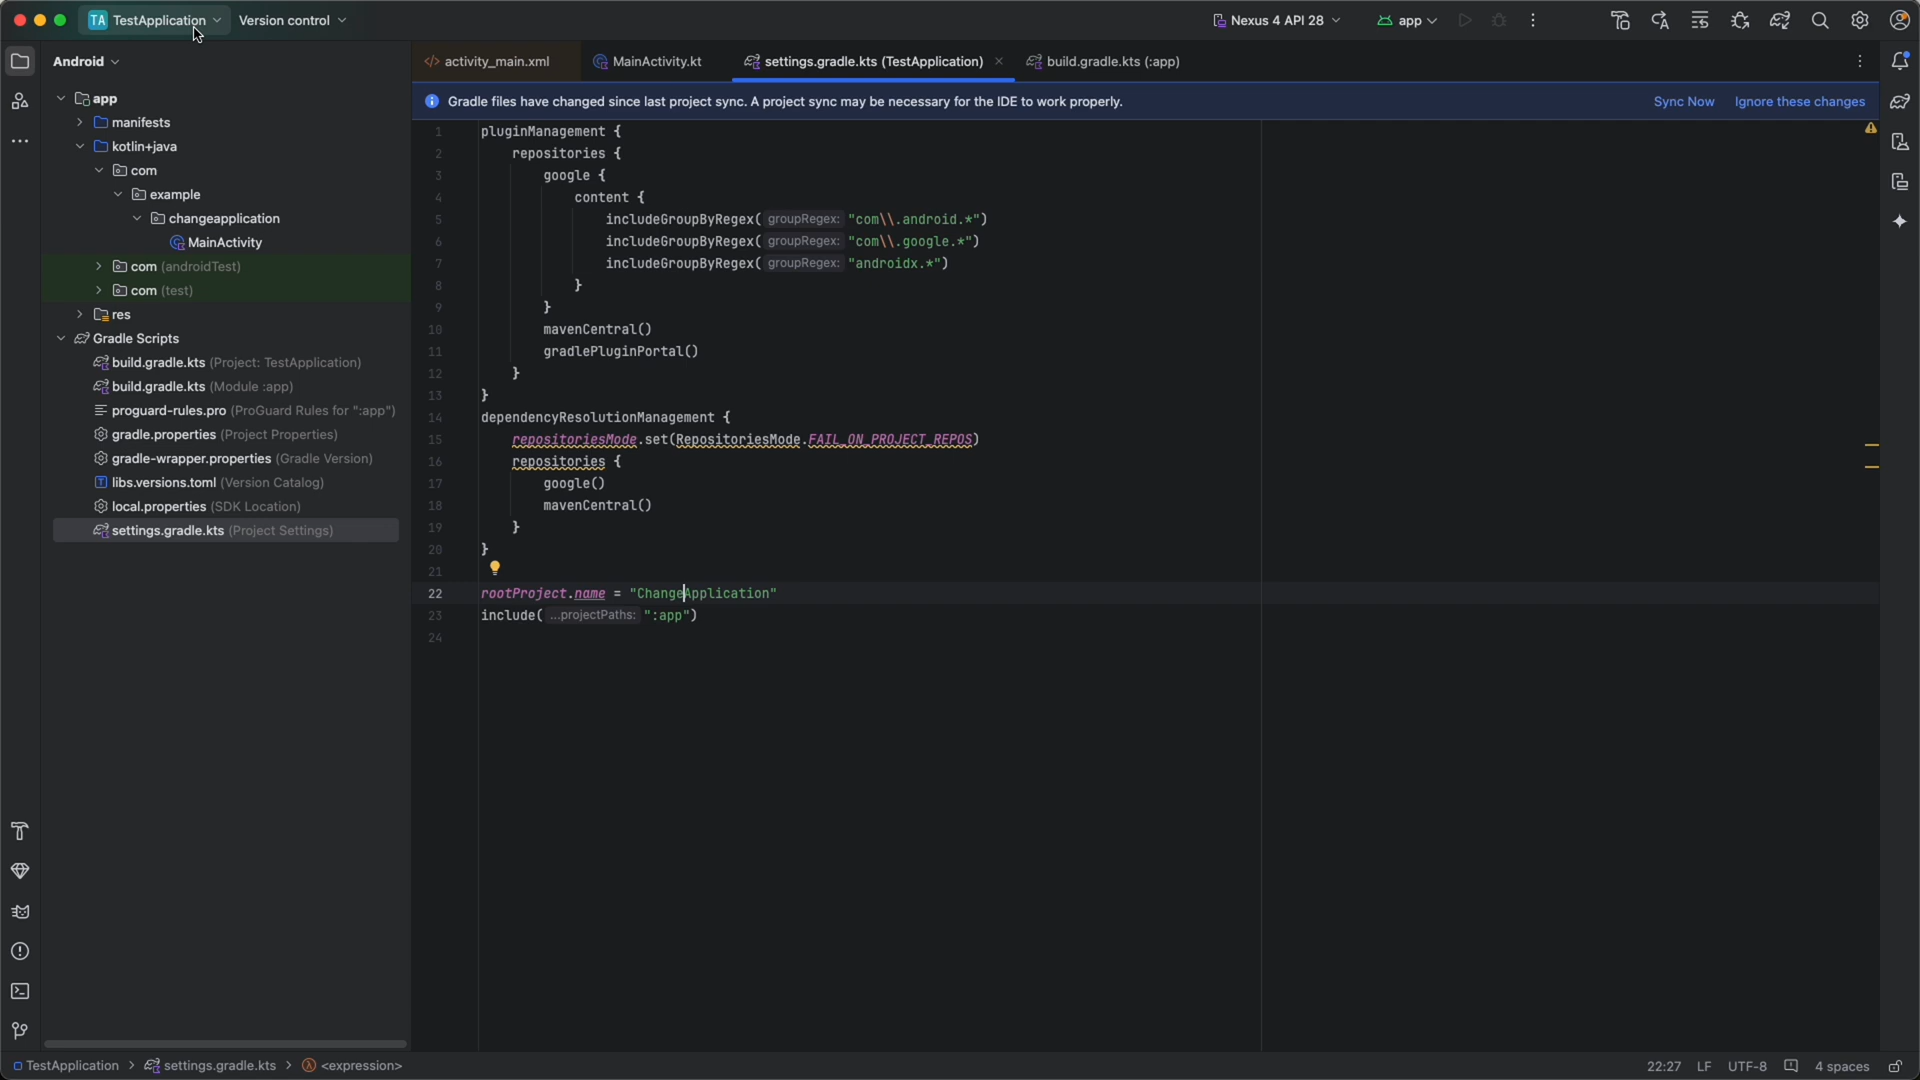 TA TestApplication Version control Nexus 4 API 28 app
Android
activity_main.xml MainActivity.kt settings.gradle.kts (TestApplication) build.gradle.kts (:app)
Gradle files have changed since last project sync. A project sync may be necessary for the IDE to work properly. Sync Now Ignore these changes
app
manifests
kotlin+java
com
example
changeapplication
MainActivity
com (androidTest)
com (test)
res
Gradle Scripts
build.gradle.kts (Project: TestApplication)
build.gradle.kts (Module :app)
proguard-rules.pro (ProGuard Rules for ":app")
gradle.properties (Project Properties)
gradle-wrapper.properties (Gradle Version)
libs.versions.toml (Version Catalog)
local.properties (SDK Location)
settings.gradle.kts (Project Settings)
1 pluginManagement {
2 repositories {
3 google {
4 content {
5 includeGroupByRegex( groupRegex: "com\\.android.*")
6 includeGroupByRegex( groupRegex: "com\\.google.*")
7 includeGroupByRegex( groupRegex: "androidx.*")
8 }
9 }
10 mavenCentral()
11 gradlePluginPortal()
12 }
13 }
14 dependencyResolutionManagement {
15 repositoriesMode.set(RepositoriesMode.FAIL_ON_PROJECT_REPOS)
16 repositories {
17 google()
18 mavenCentral()
19 }
20 }
21
22 rootProject.name = "ChangeApplication"
23 include( ...projectPaths: ":app")
24
TestApplication > settings.gradle.kts > <expression> 22:27 LF UTF-8 4 spaces